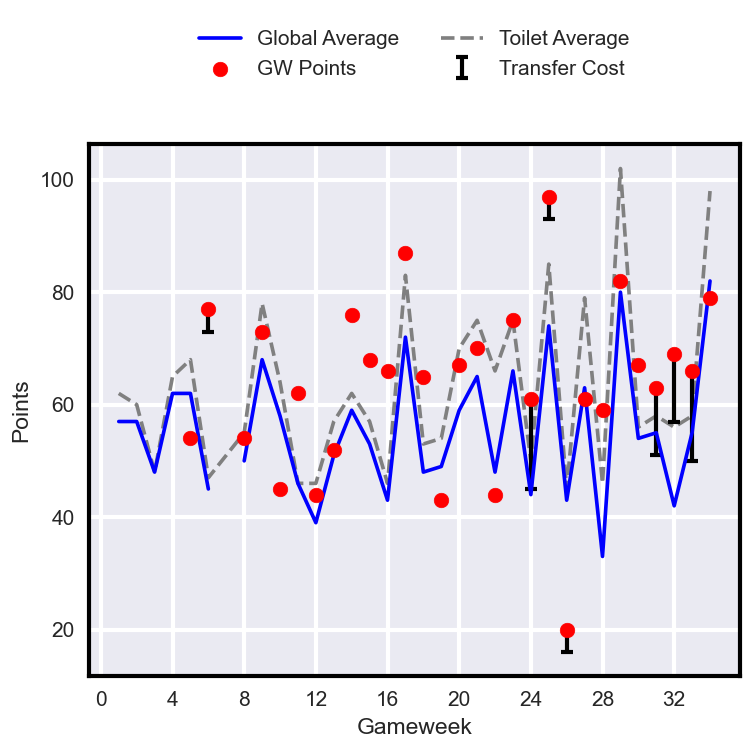 Global Average
Toilet Average
GW Points
Transfer Cost
100
80
60
40
20
Points
0 4 8 12 16 20 24 28 32
Gameweek